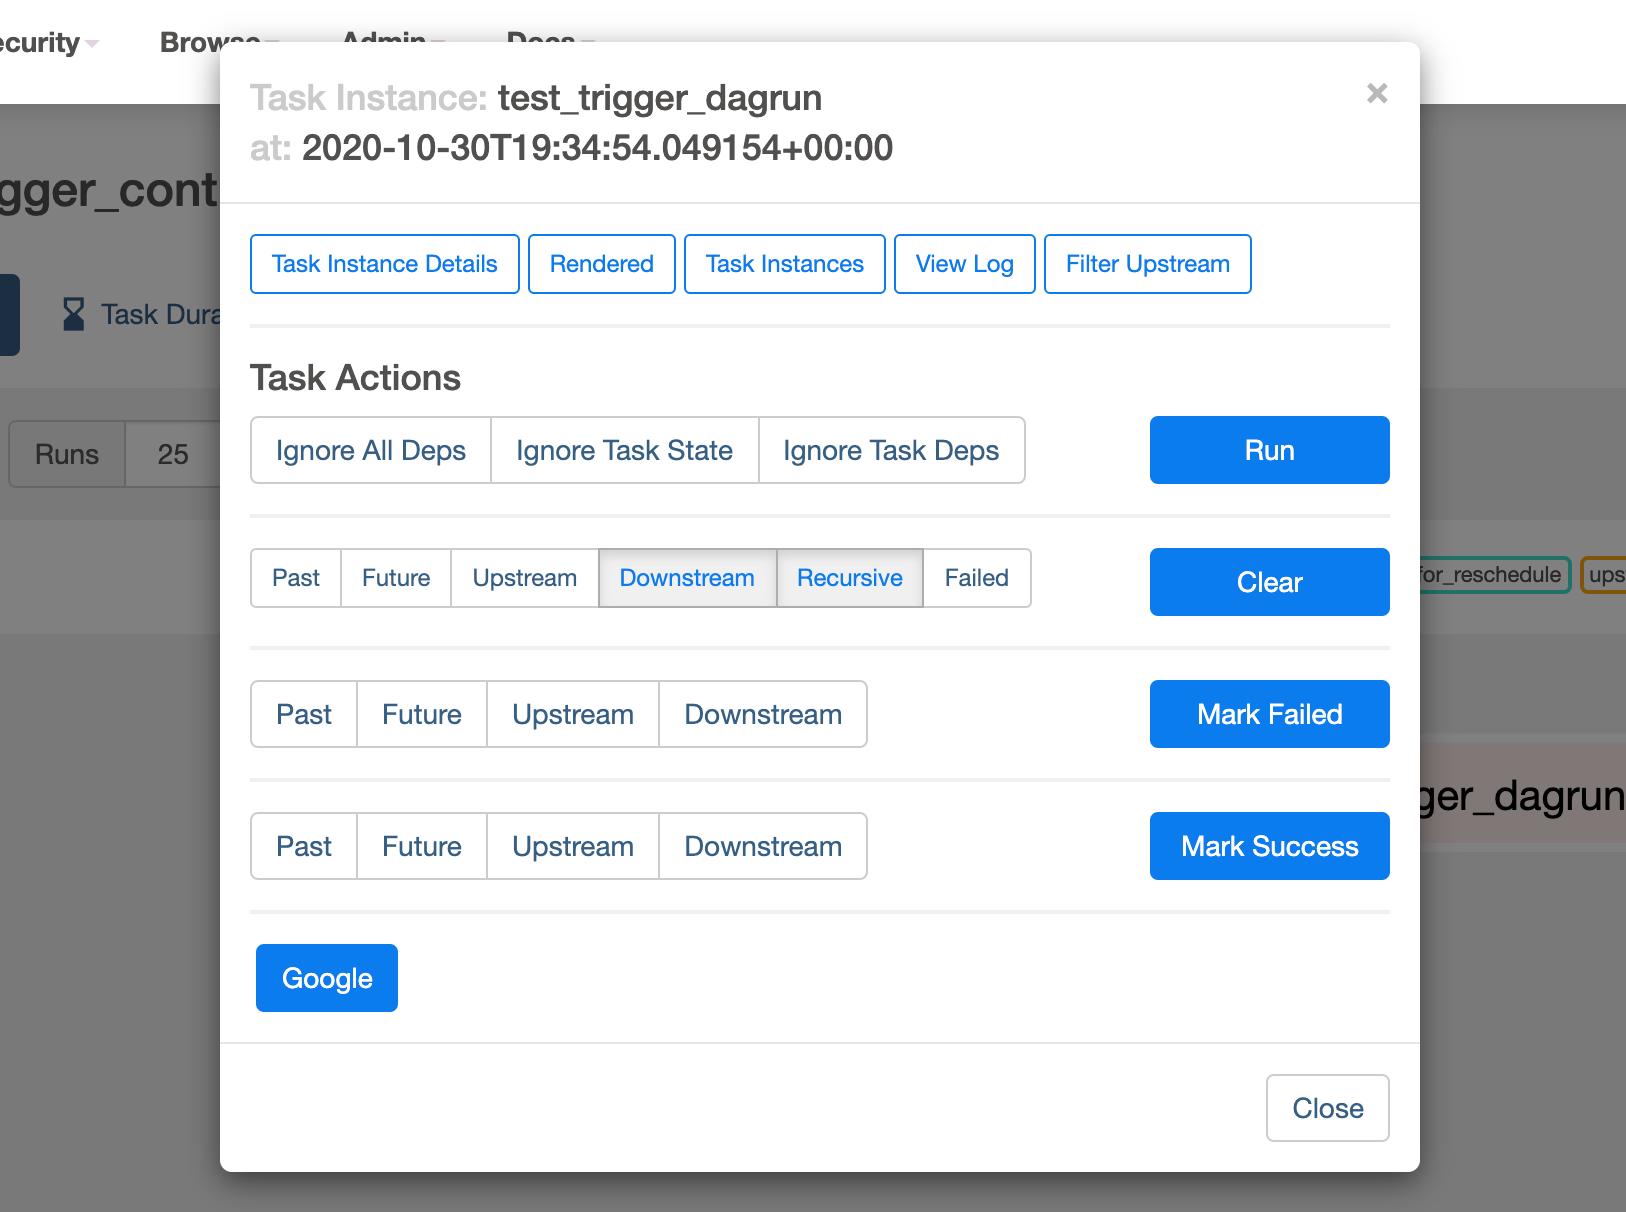 ecurity Browse Admin Docs
Task Instance: test_trigger_dagrun
at: 2020-10-30T19:34:54.049154+00:00
×
gger_cont
Task Instance Details Rendered Task Instances View Log Filter Upstream
Task Dura
Task Actions
Runs 25
Ignore All Deps Ignore Task State Ignore Task Deps Run
Past Future Upstream Downstream Recursive Failed Clear
for_reschedule ups
Past Future Upstream Downstream Mark Failed
ger_dagrun
Past Future Upstream Downstream Mark Success
Google
Close